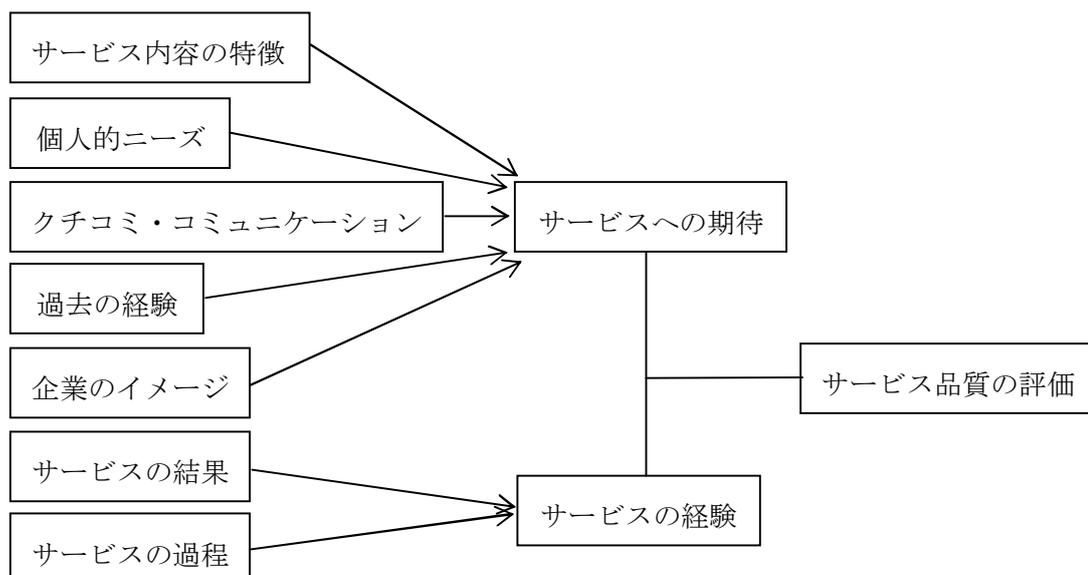 サービス内容の特徴
個人的ニーズ
クチコミ・コミュニケーション
サービスへの期待
過去の経験
企業のイメージ
サービス品質の評価
サービスの結果
サービスの経験
サービスの過程